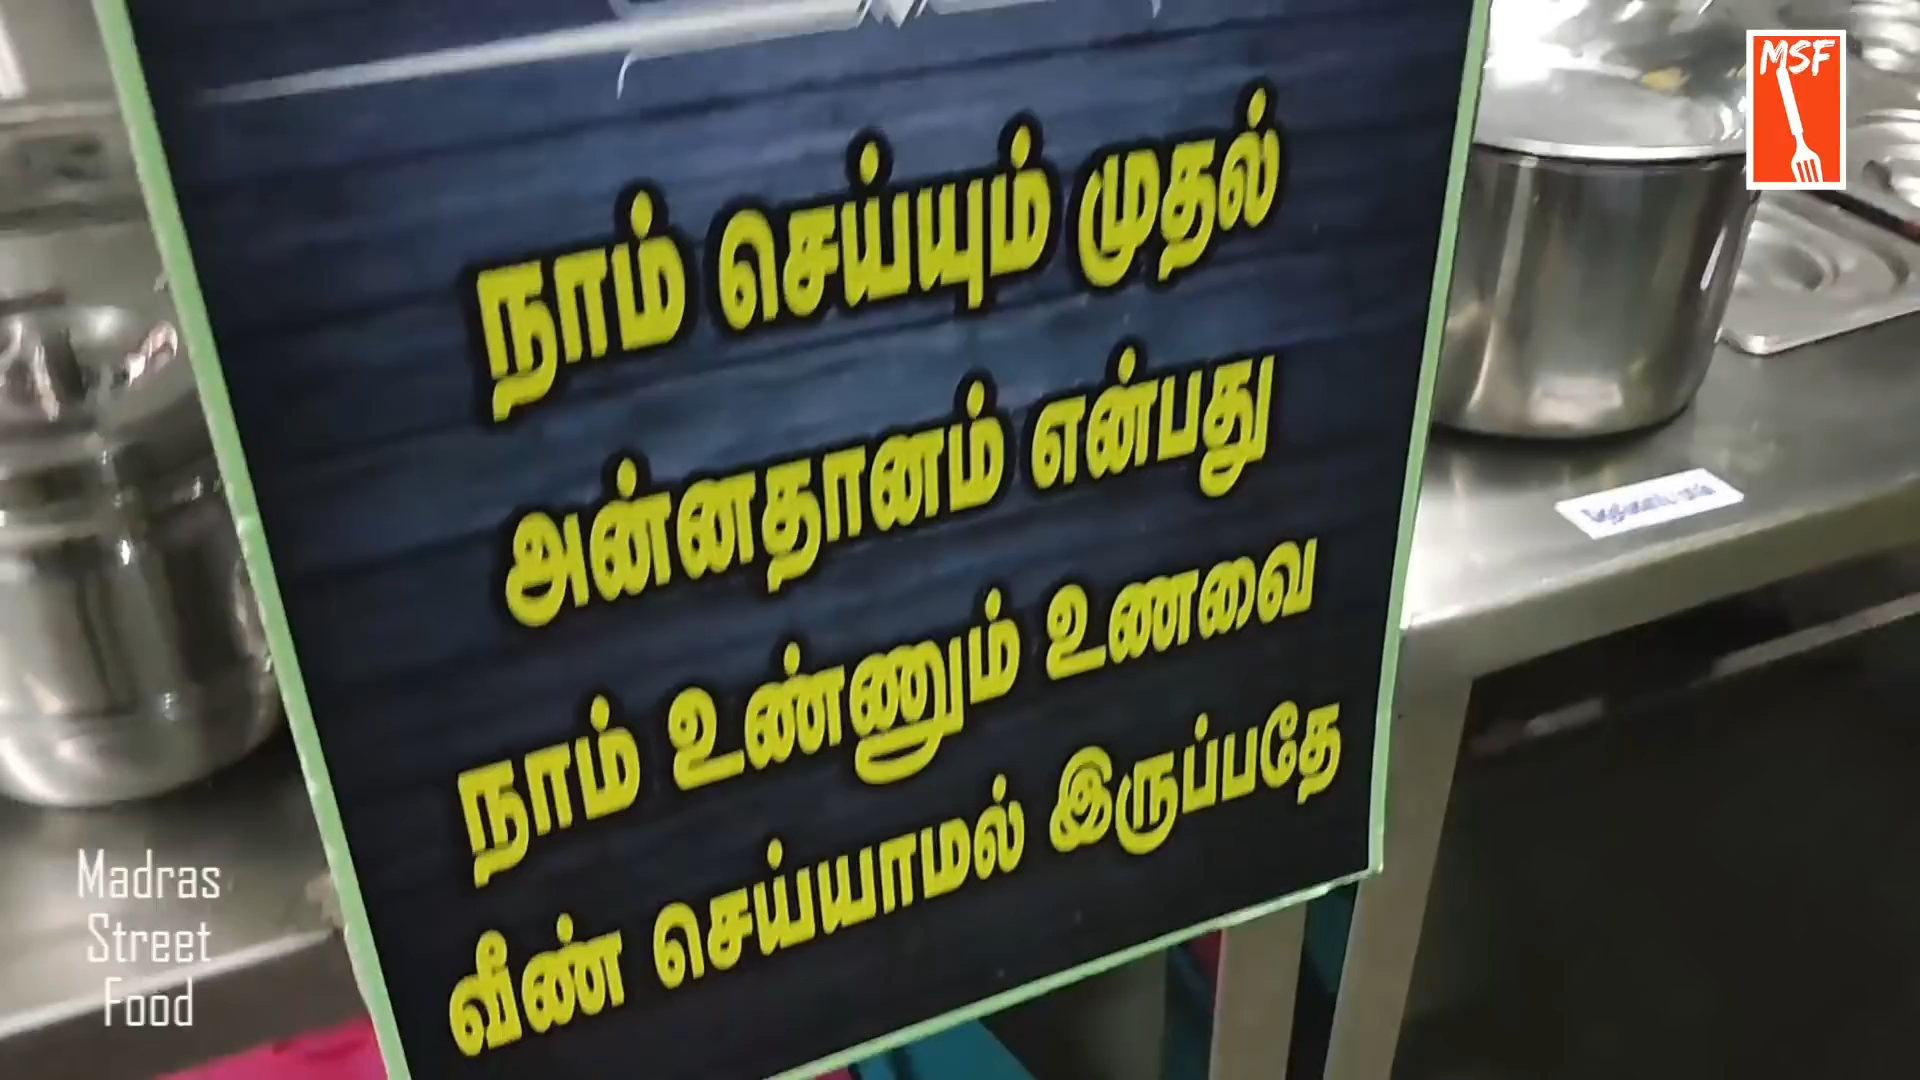 MSF
நாம் செய்யும் முதல்
அன்னதானம் என்பது
நாம் உண்ணும் உணவை
வீண் செய்யாமல் இருப்பதே
Madras
Street
Food